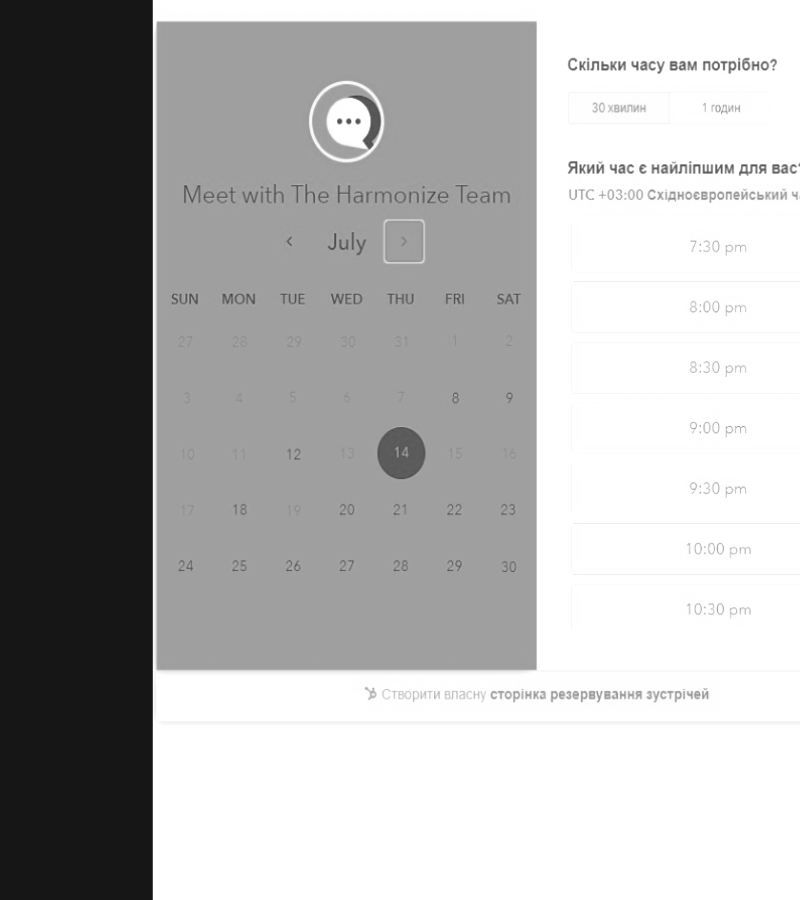 Meet with The Harmonize Team
July
SUN MON TUE WED THU FRI SAT
27 28 29 30 31 1 2
3 4 5 6 7 8 9
10 11 12 13 14 15 16
17 18 19 20 21 22 23
24 25 26 27 28 29 30
Скільки часу вам потрібно?
30 хвилин 1 годин
Який час є найліпшим для вас?
UTC +03:00 Східноєвропейський
7:30 pm
8:00 pm
8:30 pm
9:00 pm
9:30 pm
10:00 pm
10:30 pm
Створити власну сторінка резервування зустрічей